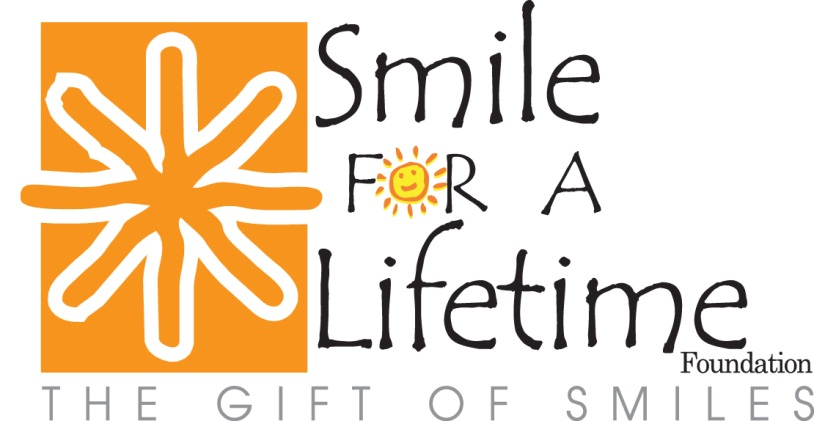 Smile
FOR A
Lifetime
Foundation
THE GIFT OF SMILES